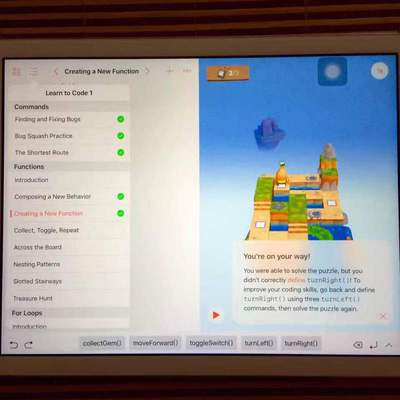 Creating a New Function
Learn to Code 1
Commands
Finding and Fixing Bugs
Bug Squash Practice
The Shortest Route
Functions
Introduction
Composing a New Behavior
Creating a New Function
Collect, Toggle, Repeat
Across the Board
Nesting Patterns
Slotted Stairways
Treasure Hunt
For Loops
Introduction
You're on your way!
You were able to solve the puzzle, but you
didn't correctly define turnRight()! To
improve your coding skills, go back and define
turnRight() using three turnLeft()
commands, then solve the puzzle again.
collectGem() moveForward() toggleSwitch() turnLeft() turnRight()